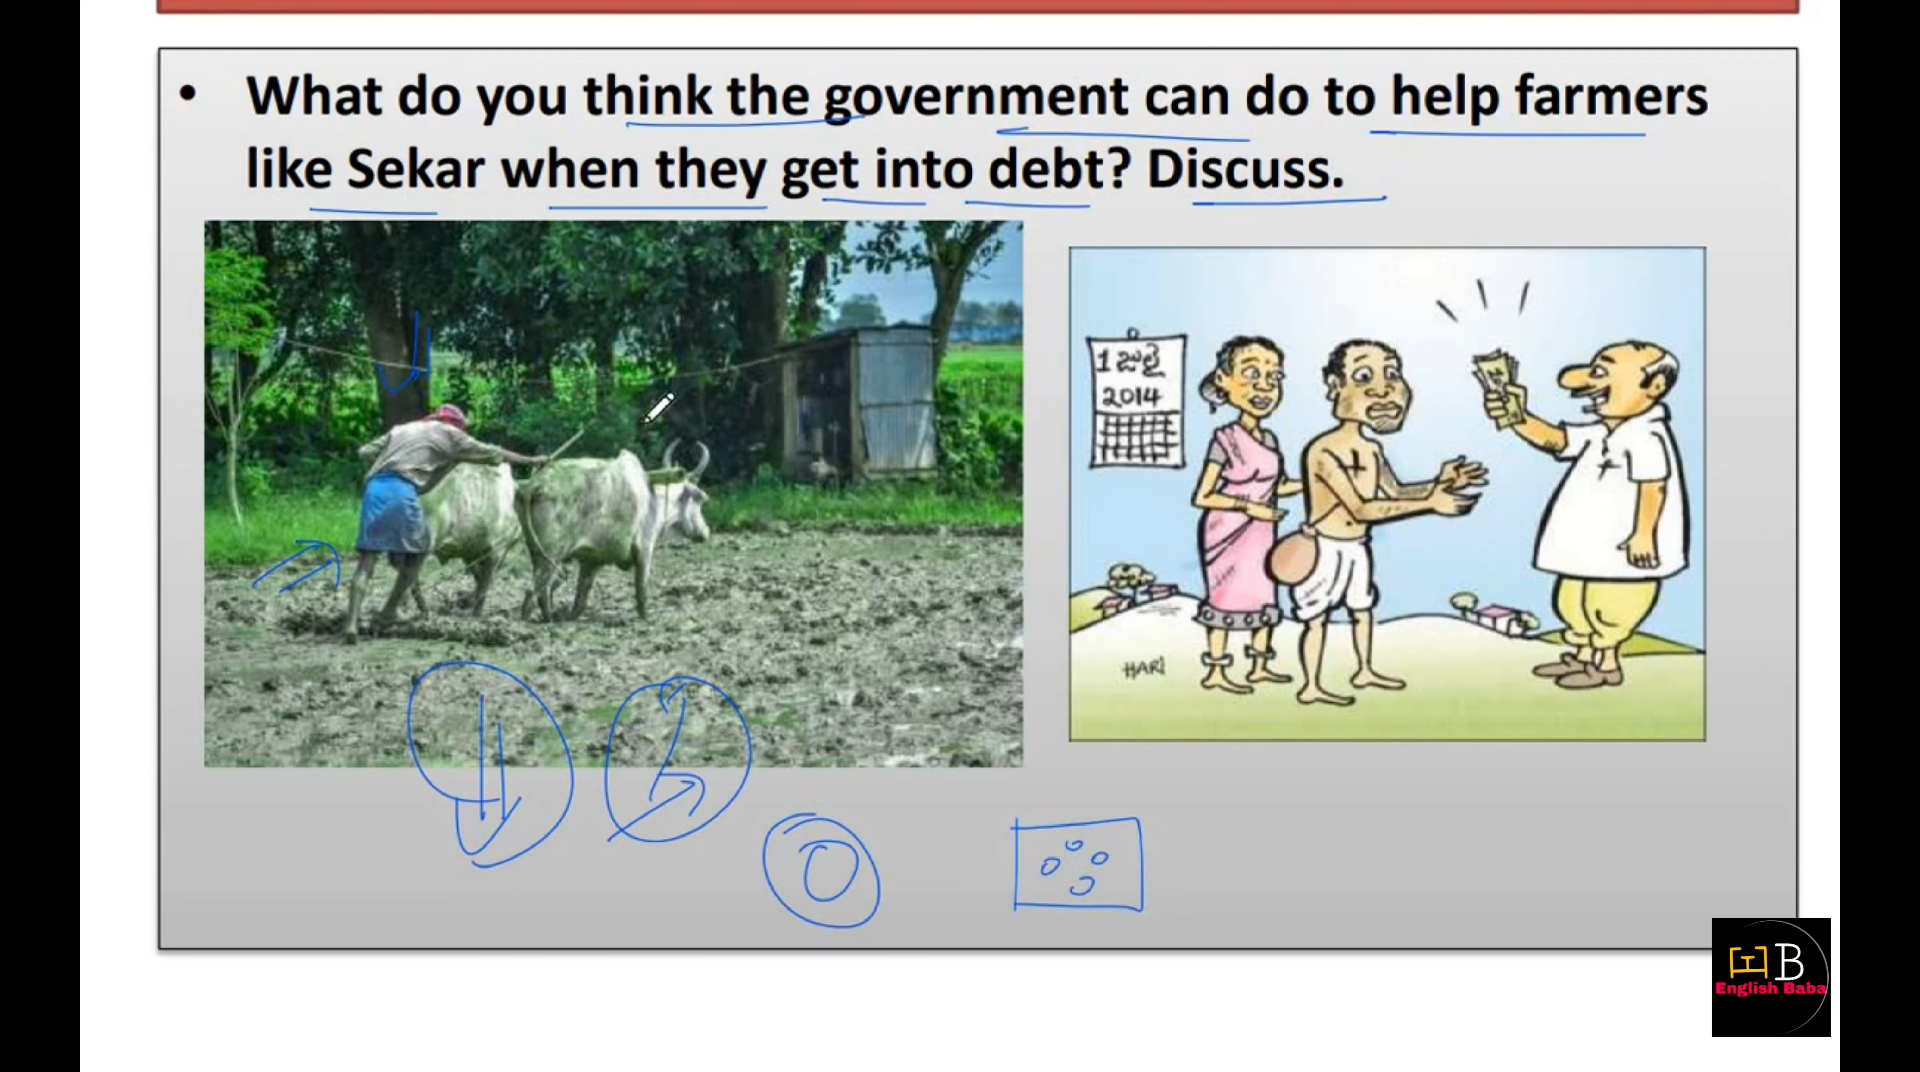 • What do you think the government can do to help farmers
like Sekar when they get into debt? Discuss.
1 ಜುಲೈ
2014
HARI
B
English Baba